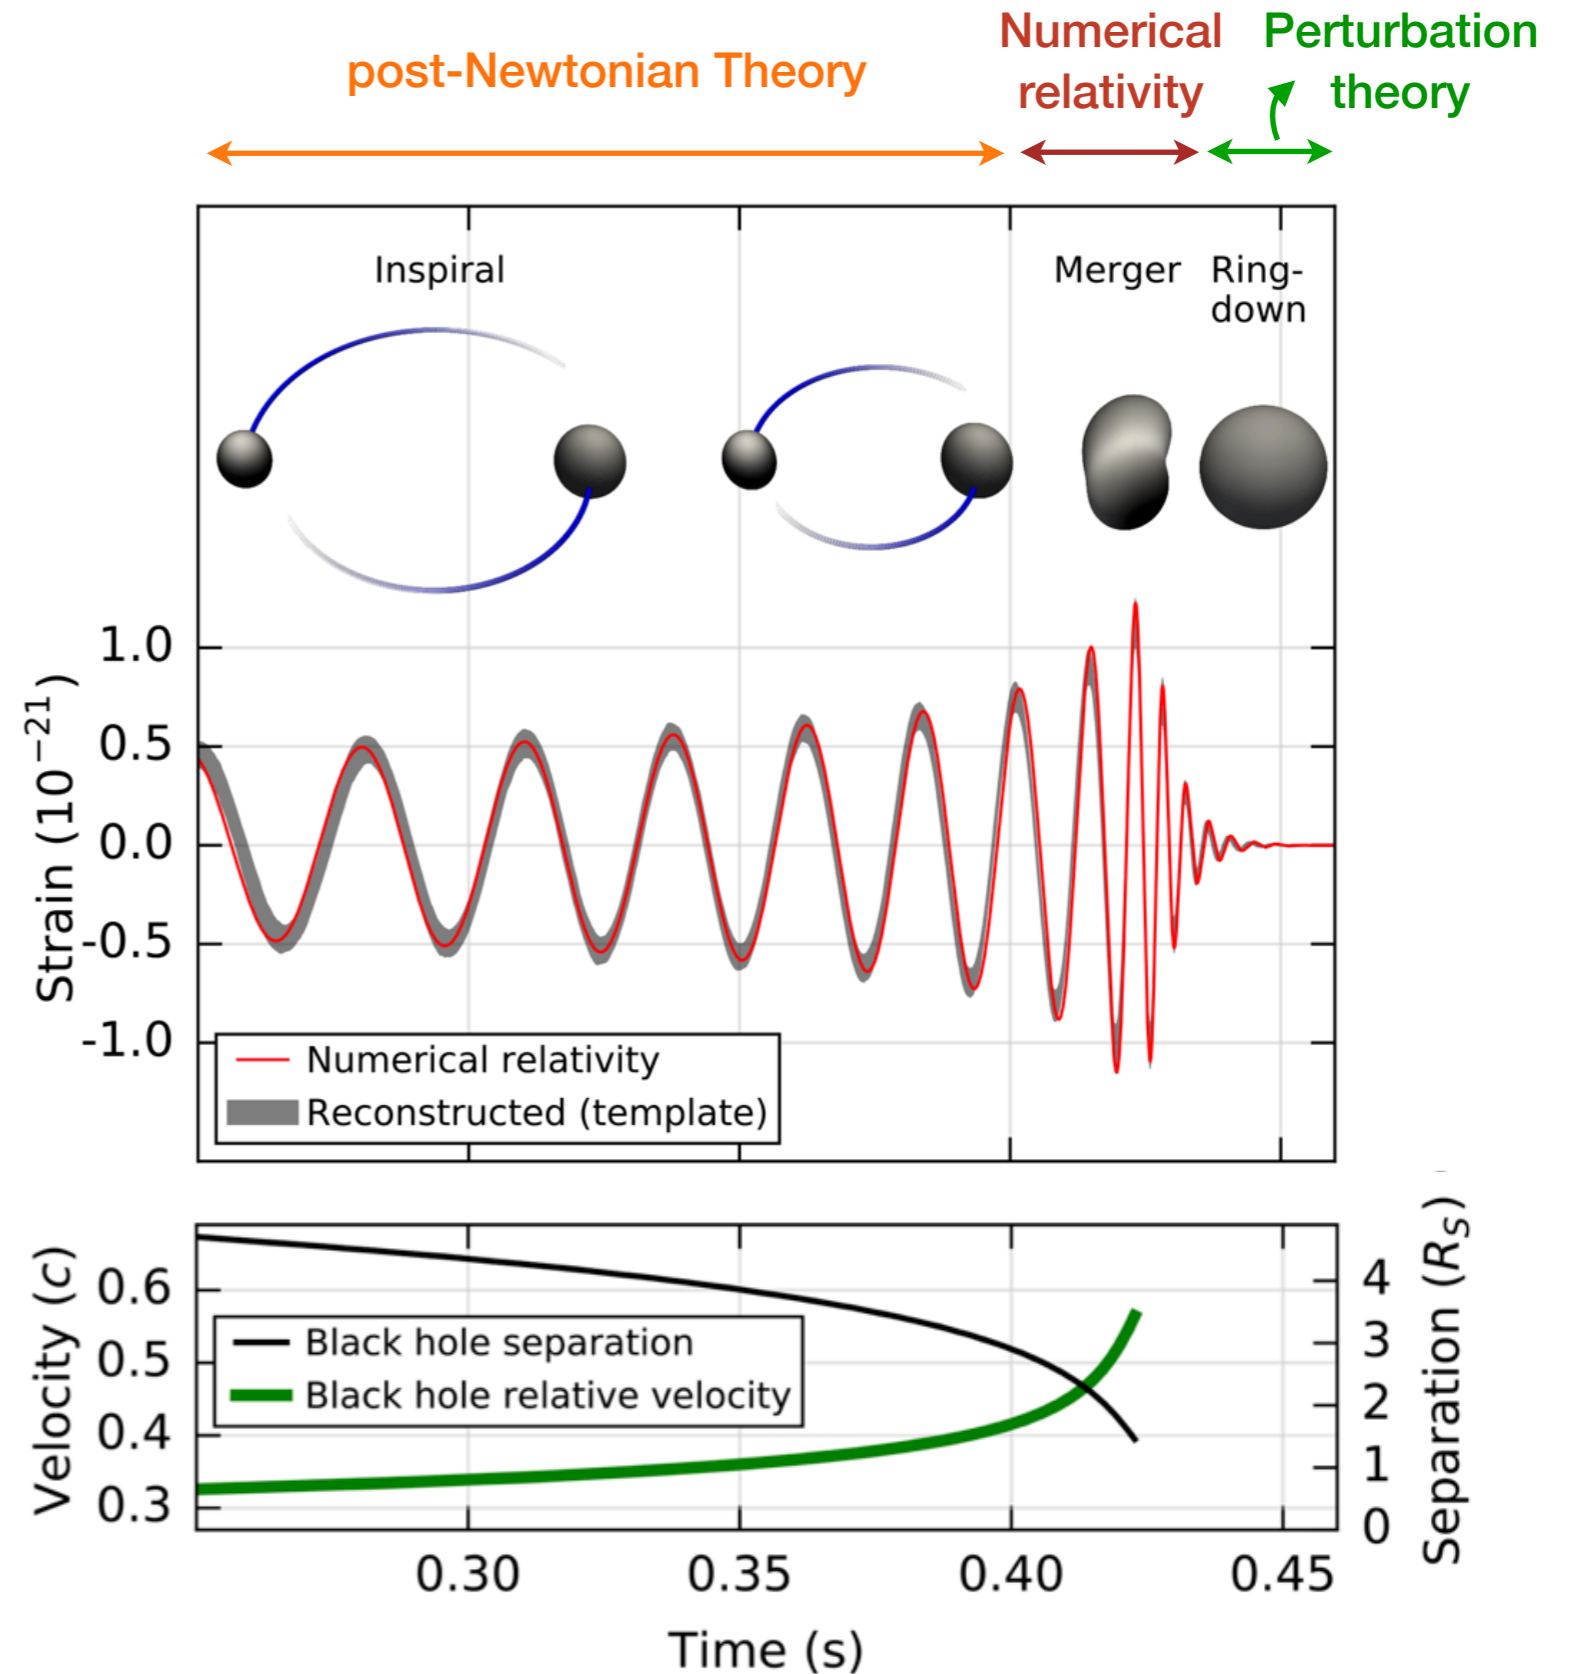 post-Newtonian Theory
Numerical
relativity
Perturbation
theory
Inspiral
Merger
Ring-
down
Strain (10⁻²¹)
1.0
0.5
0.0
-0.5
-1.0
Numerical relativity
Reconstructed (template)
Velocity (c)
0.6
0.5
0.4
0.3
Black hole separation
Black hole relative velocity
4
3
2
1
0
Separation (R_S)
0.30
0.35
0.40
0.45
Time (s)